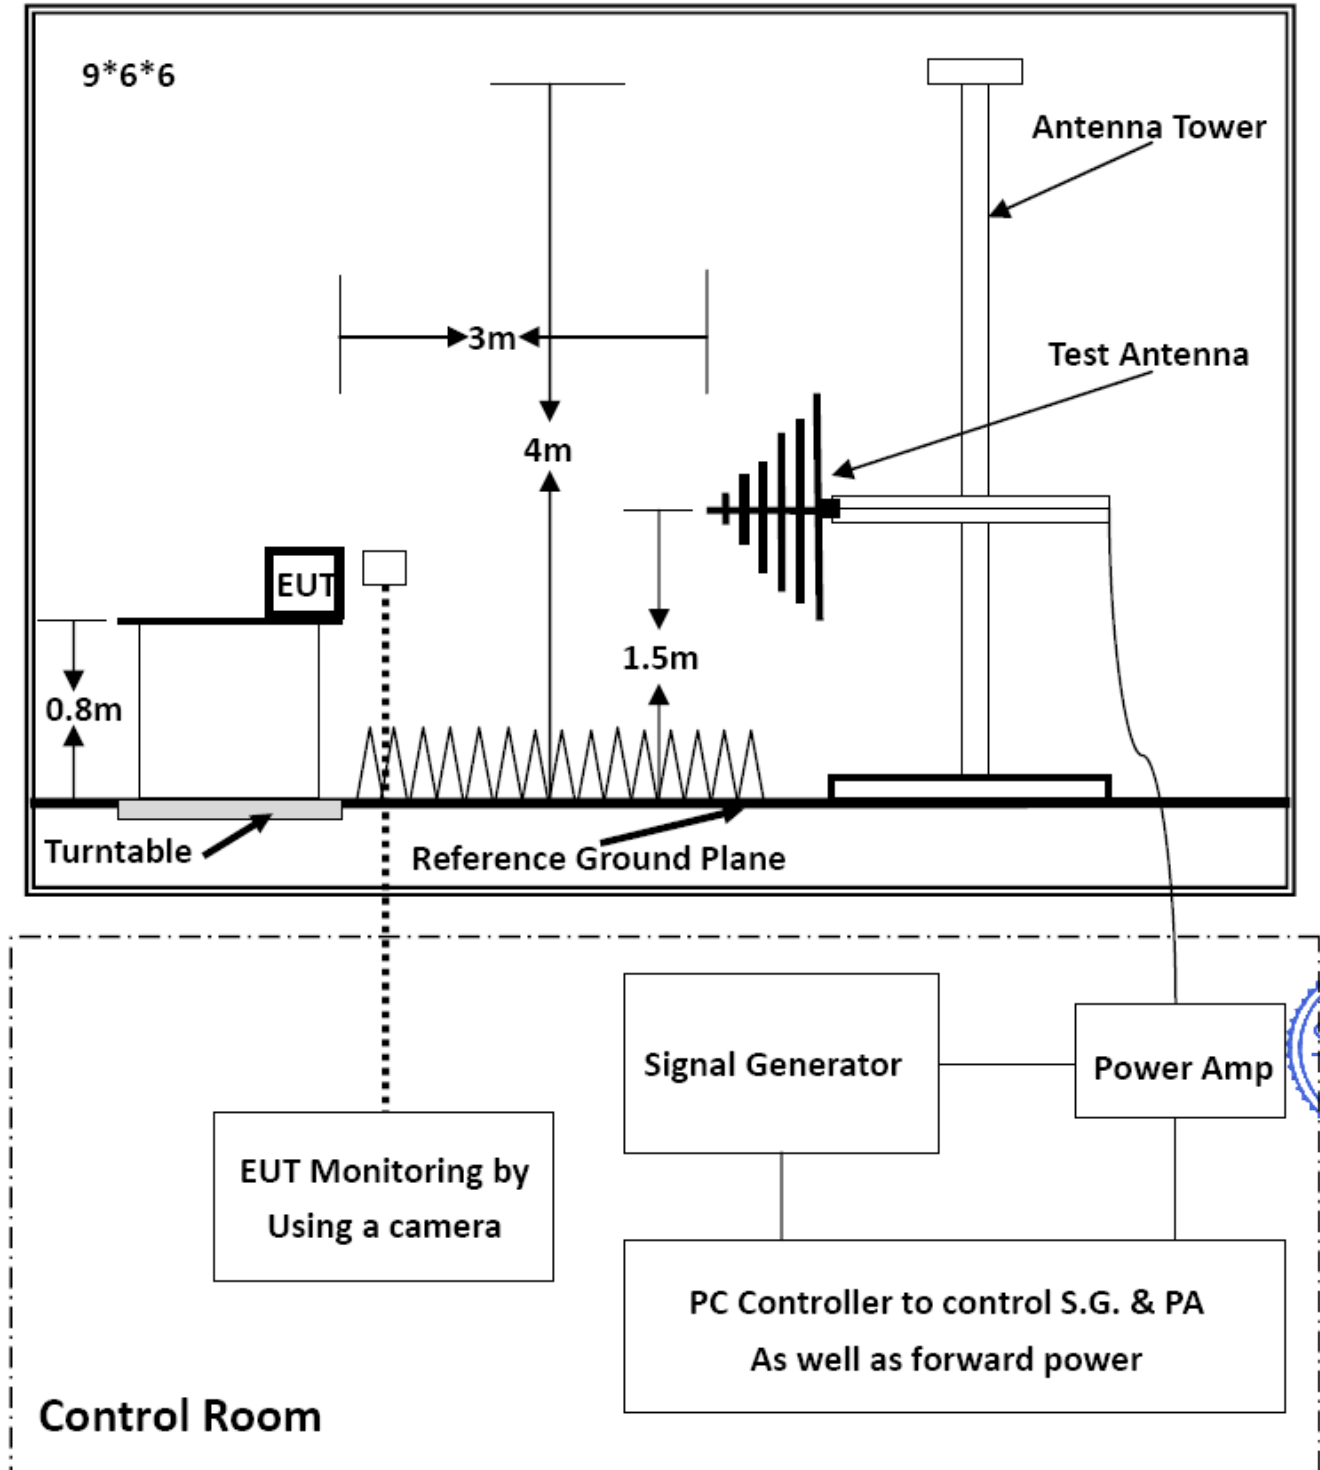 9*6*6
Antenna Tower
3m
Test Antenna
4m
EUT
1.5m
0.8m
Turntable
Reference Ground Plane
Signal Generator
Power Amp
EUT Monitoring by
Using a camera
PC Controller to control S.G. & PA
As well as forward power
Control Room